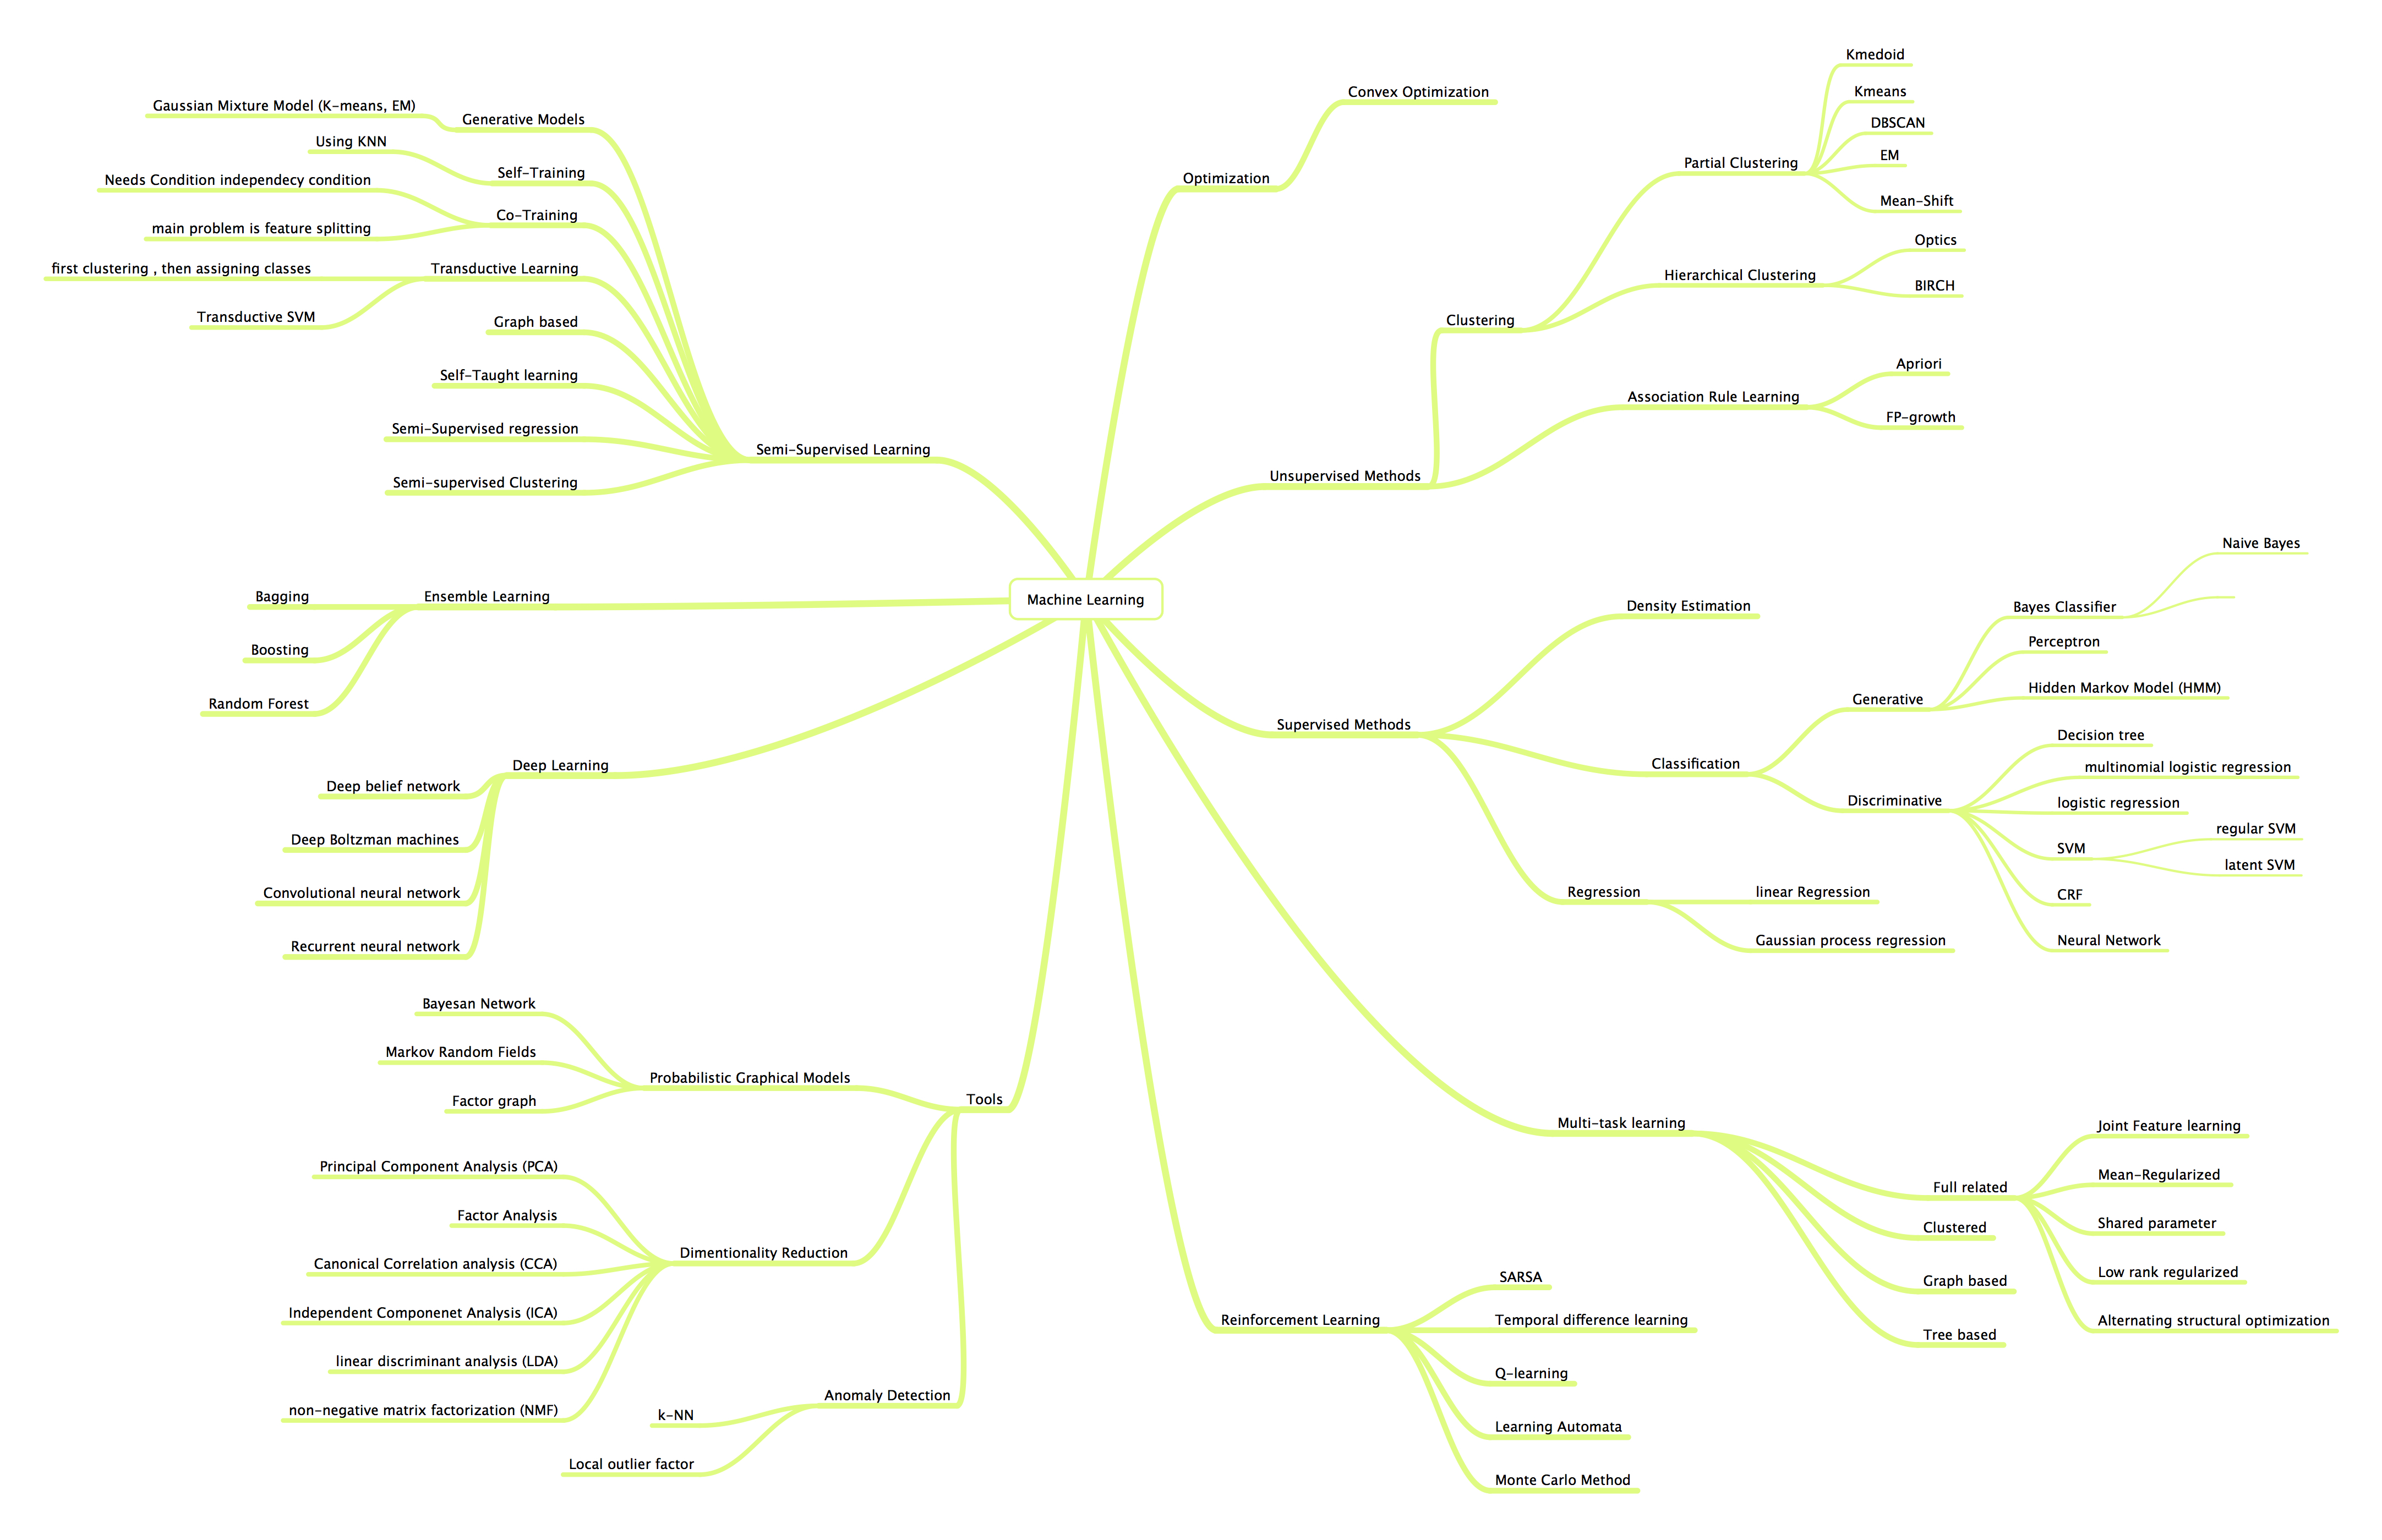 Machine Learning
Optimization
Convex Optimization
Unsupervised Methods
Clustering
Partial Clustering
Kmedoid
Kmeans
DBSCAN
EM
Mean-Shift
Hierarchical Clustering
Optics
BIRCH
Association Rule Learning
Apriori
FP-growth
Supervised Methods
Density Estimation
Classification
Generative
Bayes Classifier
Naive Bayes
Perceptron
Hidden Markov Model (HMM)
Discriminative
Decision tree
multinomial logistic regression
logistic regression
SVM
regular SVM
latent SVM
CRF
Neural Network
Regression
linear Regression
Gaussian process regression
Multi-task learning
Full related
Joint Feature learning
Mean-Regularized
Shared parameter
Low rank regularized
Alternating structural optimization
Clustered
Graph based
Tree based
Reinforcement Learning
SARSA
Temporal difference learning
Q-learning
Learning Automata
Monte Carlo Method
Semi-Supervised Learning
Generative Models
Gaussian Mixture Model (K-means, EM)
Self-Training
Using KNN
Co-Training
Needs Condition independecy condition
main problem is feature splitting
Transductive Learning
first clustering , then assigning classes
Transductive SVM
Graph based
Self-Taught learning
Semi-Supervised regression
Semi-supervised Clustering
Ensemble Learning
Bagging
Boosting
Random Forest
Deep Learning
Deep belief network
Deep Boltzman machines
Convolutional neural network
Recurrent neural network
Tools
Probabilistic Graphical Models
Bayesan Network
Markov Random Fields
Factor graph
Dimentionality Reduction
Principal Component Analysis (PCA)
Factor Analysis
Canonical Correlation analysis (CCA)
Independent Componenet Analysis (ICA)
linear discriminant analysis (LDA)
non-negative matrix factorization (NMF)
Anomaly Detection
k-NN
Local outlier factor